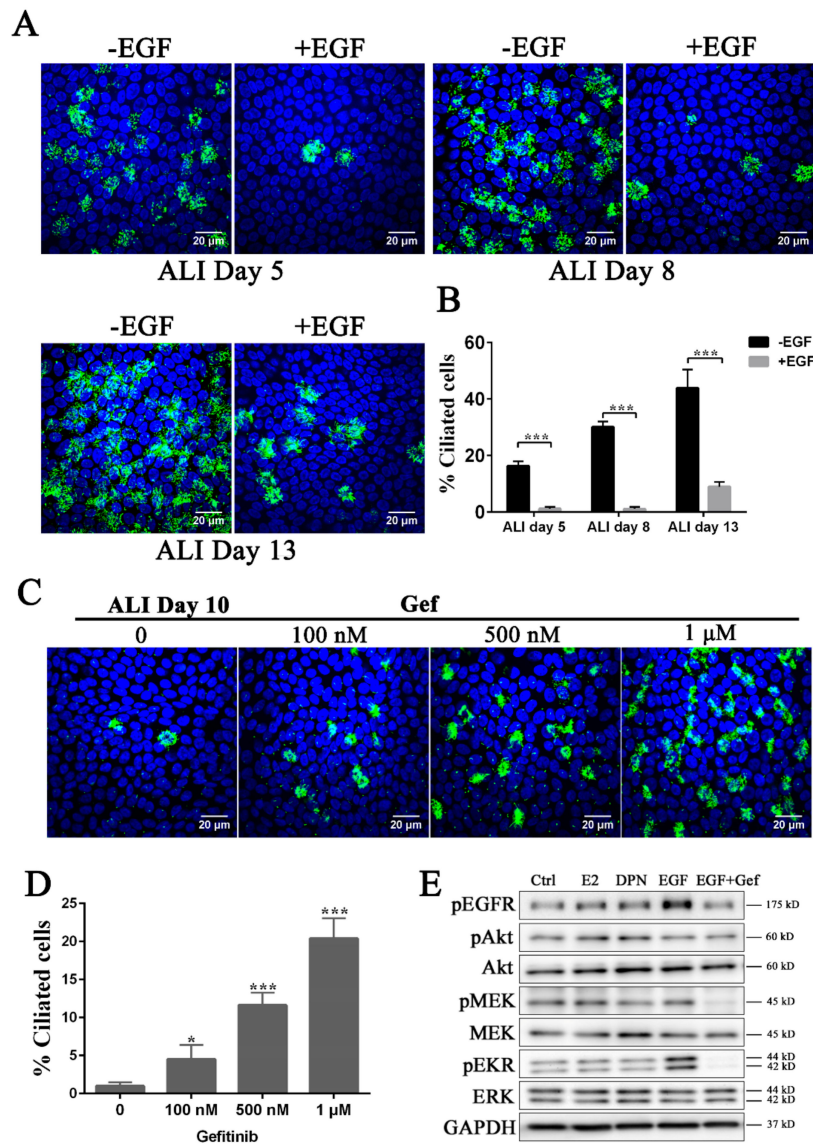 A
-EGF +EGF -EGF +EGF
20 µm 20 µm 20 µm 20 µm
ALI Day 5 ALI Day 8
-EGF +EGF
20 µm 20 µm
ALI Day 13
B
% Ciliated cells
60
40
20
0
*** *** ***
-EGF
+EGF
ALI day 5 ALI day 8 ALI day 13
C
ALI Day 10 Gef
0 100 nM 500 nM 1 µM
20 µm 20 µm 20 µm 20 µm
D
% Ciliated cells
25
20
15
10
5
0
* *** ***
0 100 nM 500 nM 1 µM
Gefitinib
E
Ctrl E2 DPN EGF EGF+Gef
pEGFR 175 kD
pAkt 60 kD
Akt 60 kD
pMEK 45 kD
MEK 45 kD
pEKR 44 kD
42 kD
ERK 44 kD
42 kD
GAPDH 37 kD